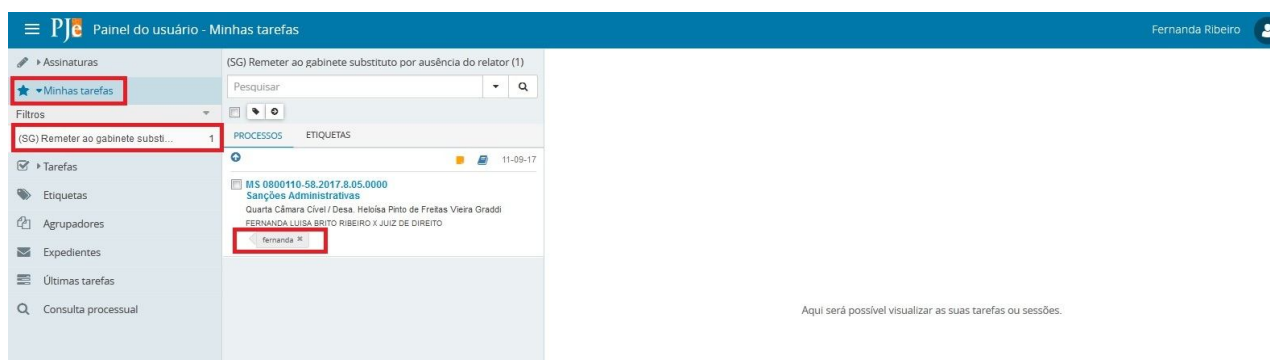 PJe Painel do usuário - Minhas tarefas
Fernanda Ribeiro
Assinaturas
Minhas tarefas
Filtros
(SG) Remeter ao gabinete substi... 1
Tarefas
Etiquetas
Agrupadores
Expedientes
Últimas tarefas
Consulta processual
(SG) Remeter ao gabinete substituto por ausência do relator (1)
Pesquisar
PROCESSOS ETIQUETAS
11-09-17
MS 0800110-58.2017.8.05.0000
Sanções Administrativas
Quarta Câmara Cível / Desa. Heloísa Pinto de Freitas Vieira Graddi
FERNANDA LUISA BRITO RIBEIRO X JUIZ DE DIREITO
fernanda ×
Aqui será possível visualizar as suas tarefas ou sessões.